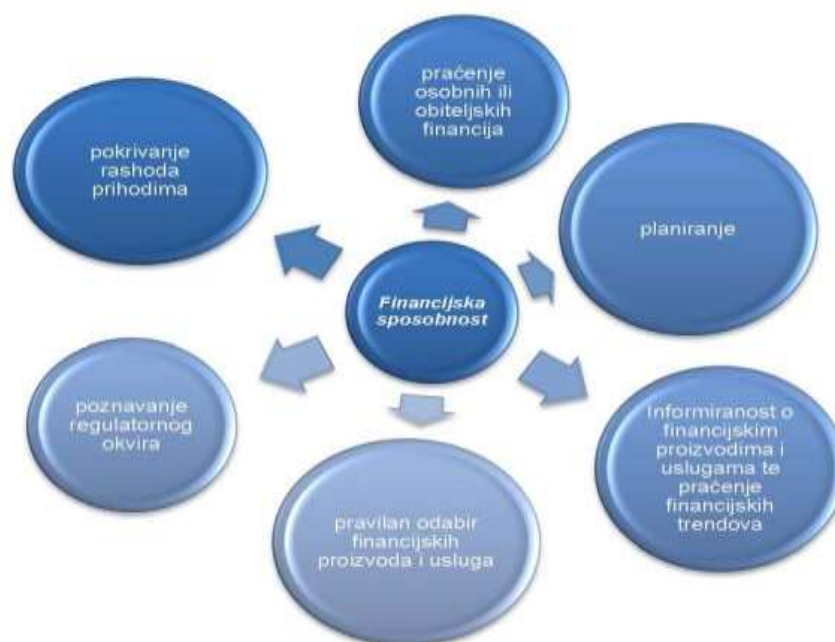 praćenje
osobnih ili
obiteljskih
financija
pokrivanje
rashoda
prihodima
planiranje
Financijska
sposobnost
poznavanje
regulatornog
okvira
Informiranost o
financijskim
proizvodima i
uslugama te
praćenje
financijskih
trendova
pravilan odabir
financijskih
proizvoda i usluga